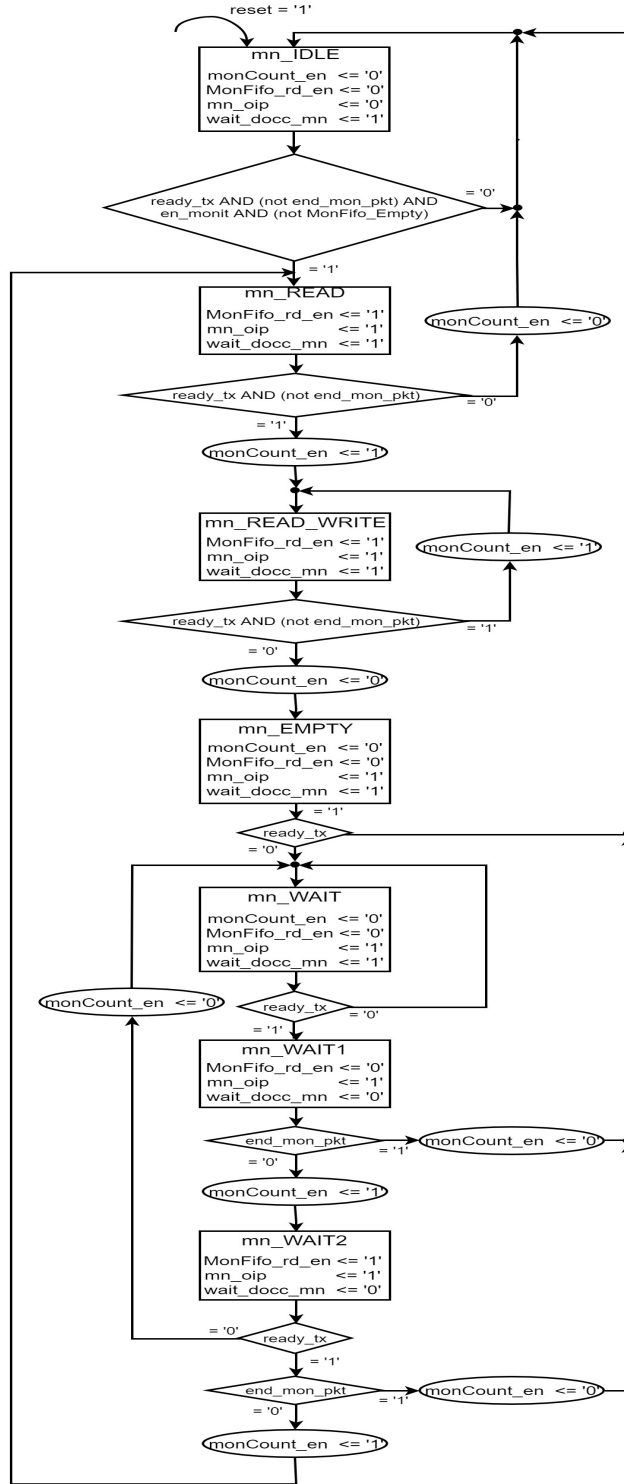 reset = '1'
mn_IDLE
monCount_en <= '0'
MonFifo_rd_en <= '0'
mn_oip <= '0'
wait_docc_mn <= '1'
ready_tx AND (not end_mon_pkt) AND
en_monit AND (not MonFifo_Empty)
= '0'
= '1'
mn_READ
MonFifo_rd_en <= '1'
mn_oip <= '1'
wait_docc_mn <= '1'
monCount_en <= '0'
ready_tx AND (not end_mon_pkt)
= '0'
= '1'
monCount_en <= '1'
mn_READ_WRITE
MonFifo_rd_en <= '1'
mn_oip <= '1'
wait_docc_mn <= '1'
monCount_en <= '1'
ready_tx AND (not end_mon_pkt)
= '1'
= '0'
monCount_en <= '0'
mn_EMPTY
monCount_en <= '0'
MonFifo_rd_en <= '0'
mn_oip <= '1'
wait_docc_mn <= '1'
= '1'
ready_tx
= '0'
mn_WAIT
monCount_en <= '0'
MonFifo_rd_en <= '0'
mn_oip <= '1'
wait_docc_mn <= '1'
monCount_en <= '0'
ready_tx
= '0'
= '1'
mn_WAIT1
MonFifo_rd_en <= '0'
mn_oip <= '1'
wait_docc_mn <= '0'
end_mon_pkt
= '1'
monCount_en <= '0'
= '0'
monCount_en <= '1'
mn_WAIT2
MonFifo_rd_en <= '1'
mn_oip <= '1'
wait_docc_mn <= '0'
= '0'
ready_tx
= '1'
end_mon_pkt
= '1'
monCount_en <= '0'
= '0'
monCount_en <= '1'